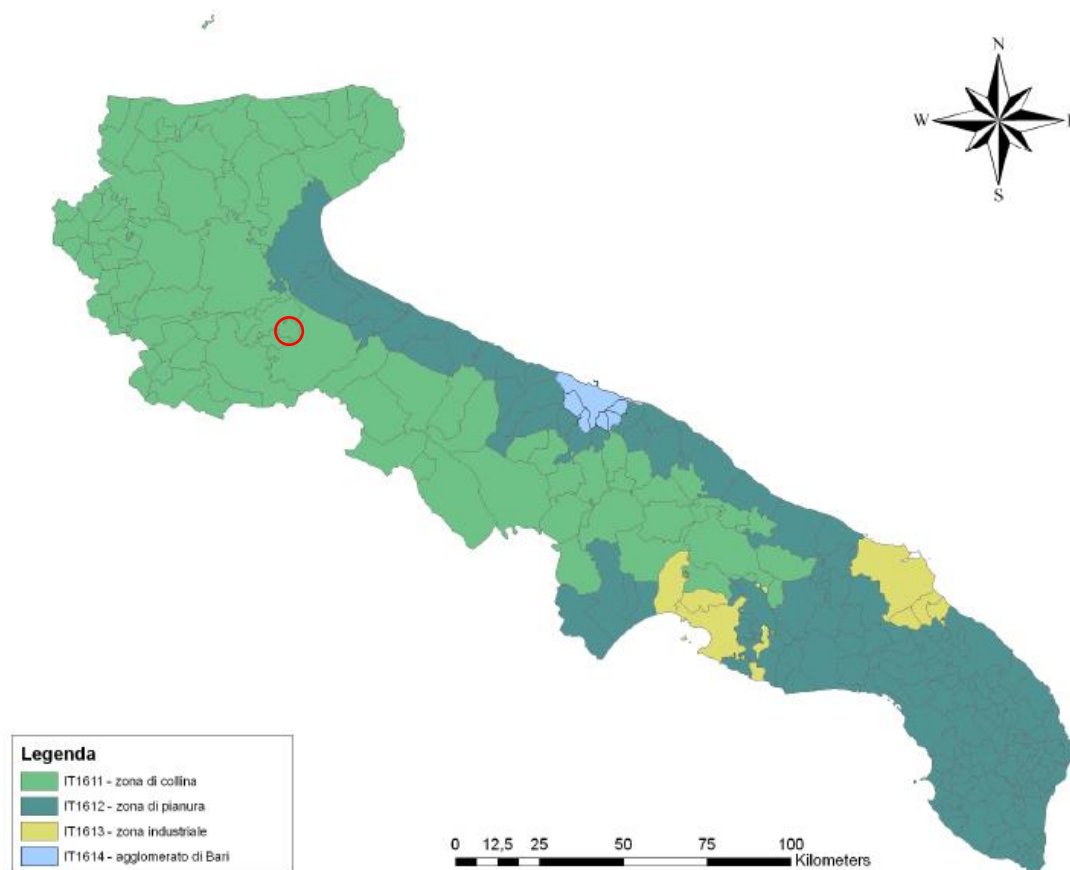 N
W
S
Legenda
IT1611 - zona di collina
IT1612 - zona di pianura
IT1613 - zona industriale
IT1614 - agglomerato di Bari
0 12,5 25 50 75 100
Kilometers